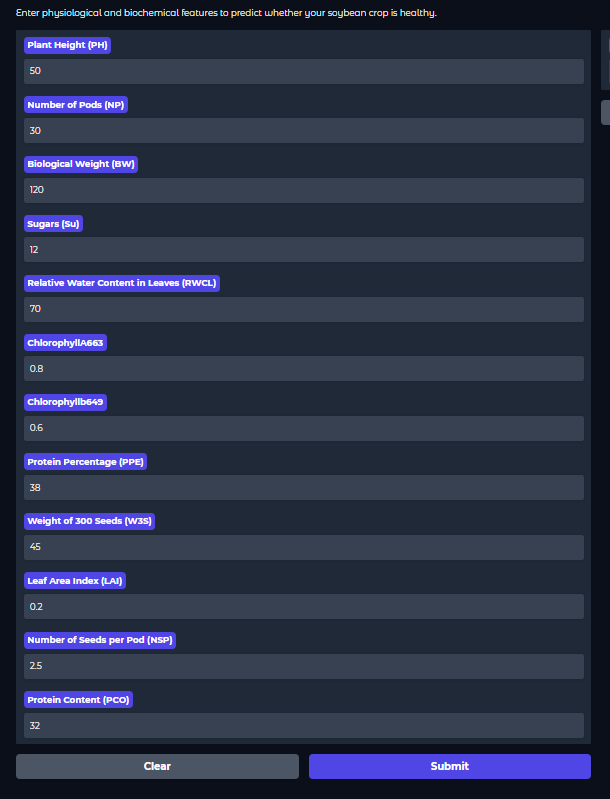 Enter physiological and biochemical features to predict whether your soybean crop is healthy.
Plant Height (PH)
50
Number of Pods (NP)
30
Biological Weight (BW)
120
Sugars (Su)
12
Relative Water Content in Leaves (RWCL)
70
ChlorophyllA663
0.8
Chlorophyllb649
0.6
Protein Percentage (PPE)
38
Weight of 300 Seeds (W3S)
45
Leaf Area Index (LAI)
0.2
Number of Seeds per Pod (NSP)
2.5
Protein Content (PCO)
32
Clear
Submit